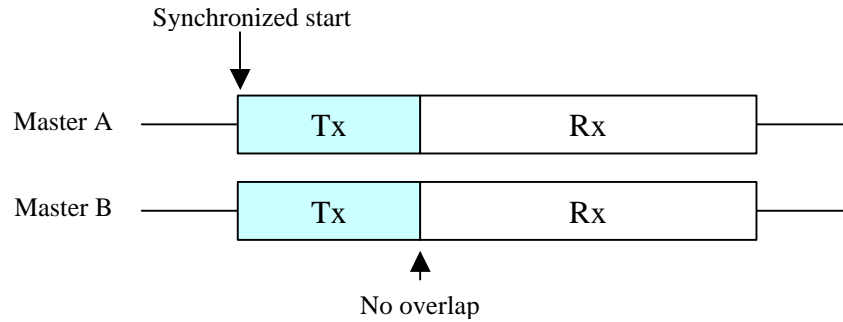 Synchronized start
Master A
Tx
Rx
Master B
Tx
Rx
No overlap